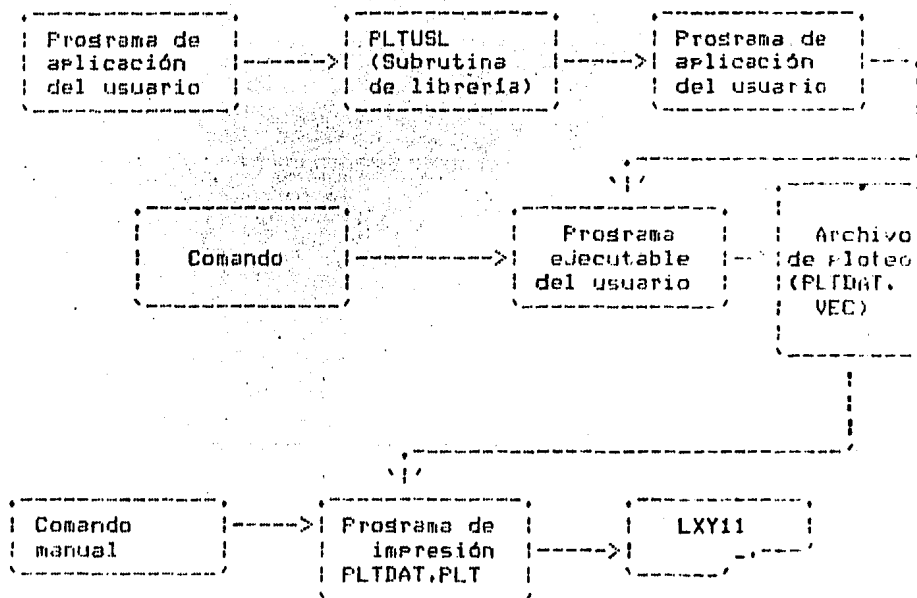 Programa de
aplicación
del usuario
PLTUSL
(Subrutina
de librería)
Programa de
aplicación
del usuario
Comando
Programa
ejecutable
del usuario
Archivo
de ploteo
(PLTDAT.
VEC)
Comando
manual
Programa de
impresión
PLTDAT.PLT
LXY11